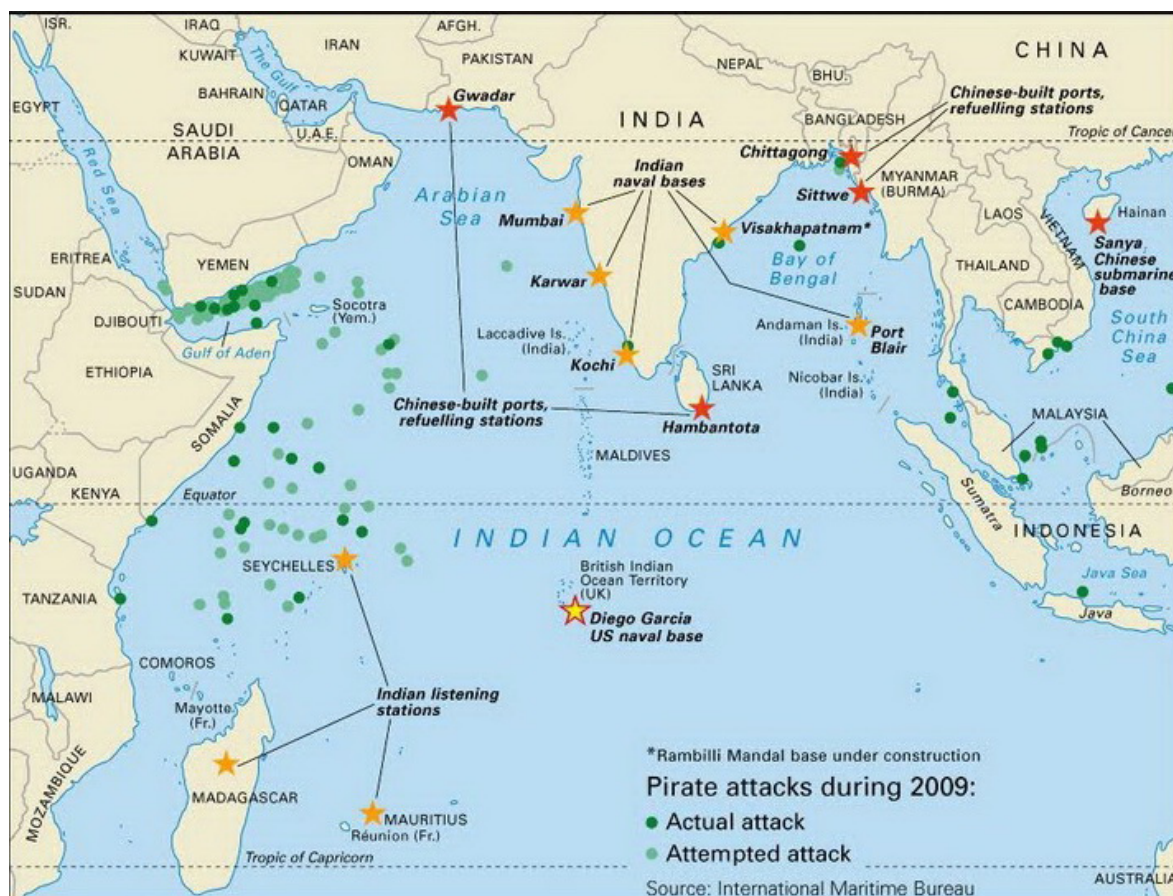 ISR.
IRAQ
IRAN
AFGH.
CHINA
KUWAIT
The Gulf
PAKISTAN
NEPAL
BHU.
EGYPT
BAHRAIN
QATAR
Gwadar
INDIA
BANGLADESH
Chinese-built ports,
refuelling stations
SAUDI
ARABIA
U.A.E.
OMAN
Tropic of Cancer
Red Sea
Arabian
Sea
Indian
naval bases
Chittagong
Sittwe
MYANMAR
(BURMA)
LAOS
VIETNAM
Hainan
Mumbai
Visakhapatnam*
Sanya
Chinese
submarine
base
ERITREA
YEMEN
Bay of
Bengal
THAILAND
SUDAN
Karwar
CAMBODIA
DJIBOUTI
Socotra
(Yem.)
Gulf of Aden
Laccadive Is.
(India)
Andaman Is.
(India)
Port
Blair
South
China
Sea
ETHIOPIA
Kochi
SRI
LANKA
Nicobar Is.
(India)
SOMALIA
Chinese-built ports,
refuelling stations
Hambantota
MALAYSIA
MALDIVES
UGANDA
KENYA
Equator
Sumatra
Borneo
INDIAN OCEAN
INDONESIA
SEYCHELLES
British Indian
Ocean Territory
(UK)
Java Sea
TANZANIA
Diego Garcia
US naval base
Java
COMOROS
MALAWI
Mayotte
(Fr.)
Indian listening
stations
MOZAMBIQUE
MADAGASCAR
MAURITIUS
Réunion (Fr.)
Tropic of Capricorn
*Rambilli Mandal base under construction
Pirate attacks during 2009:
Actual attack
Attempted attack
Source: International Maritime Bureau
AUSTRALIA